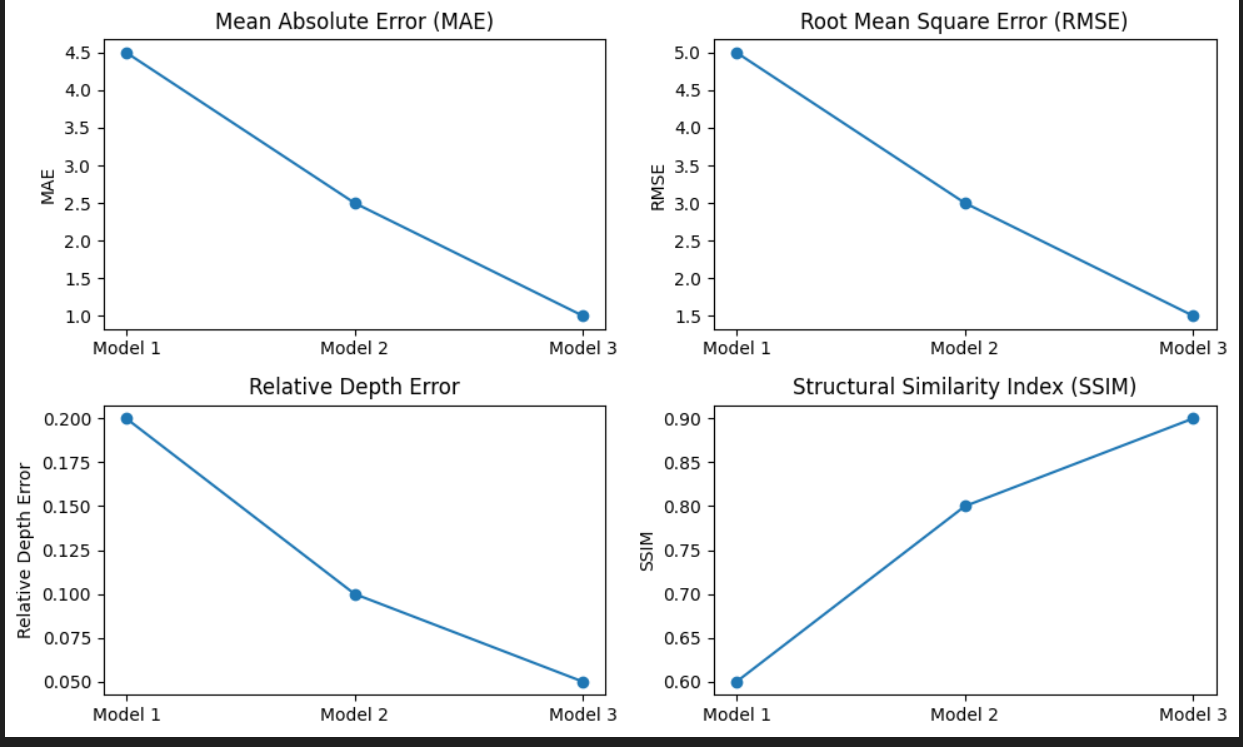 Mean Absolute Error (MAE)
4.5
4.0
3.5
3.0
2.5
2.0
1.5
1.0
MAE
Model 1
Model 2
Model 3
Root Mean Square Error (RMSE)
5.0
4.5
4.0
3.5
3.0
2.5
2.0
1.5
RMSE
Model 1
Model 2
Model 3
Relative Depth Error
0.200
0.175
0.150
0.125
0.100
0.075
0.050
Relative Depth Error
Model 1
Model 2
Model 3
Structural Similarity Index (SSIM)
0.90
0.85
0.80
0.75
0.70
0.65
0.60
SSIM
Model 1
Model 2
Model 3